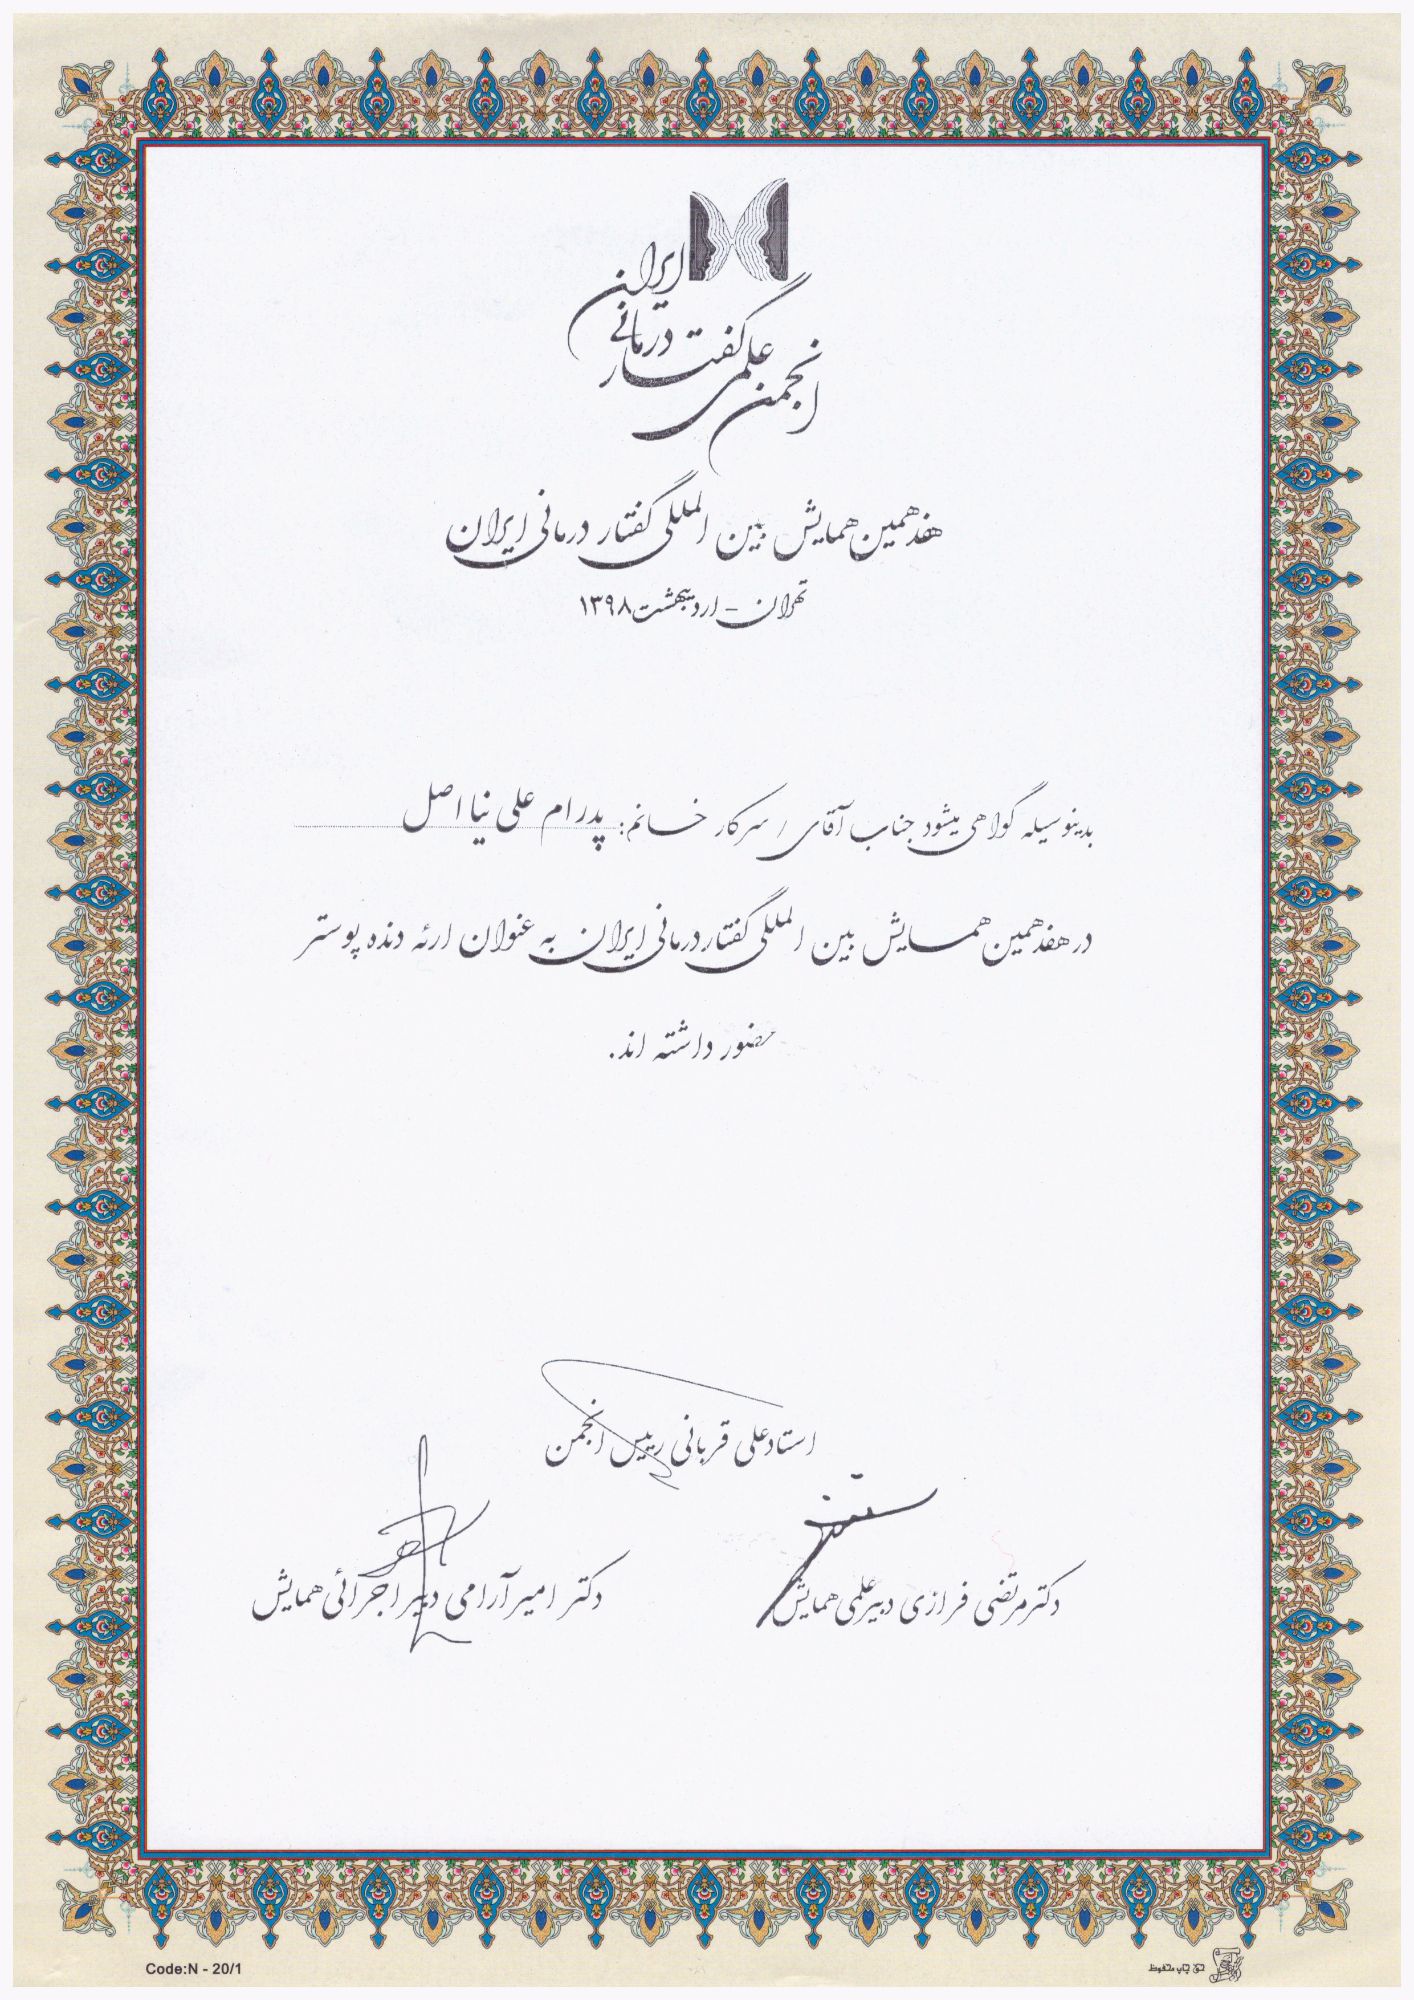 انجمن علمی گفتار درمانی ایران
هفدهمین همایش بین المللی گفتار درمانی ایران
تهران - اردیبهشت ۱۳۹۸
بدینوسیله گواهی میشود جناب آقای / سرکار خانم: پدرام علی نیا اصل
در هفدهمین همایش بین المللی گفتاردرمانی ایران به عنوان ارئه دنده پوستر
حضور داشته اند.
استاد علی قربانی رییس انجمن
دکتر مرتضی فرازی دبیر علمی همایش
دکتر امیر آرامی دبیر اجرائی همایش
Code:N - 20/1
حق چاپ محفوظ